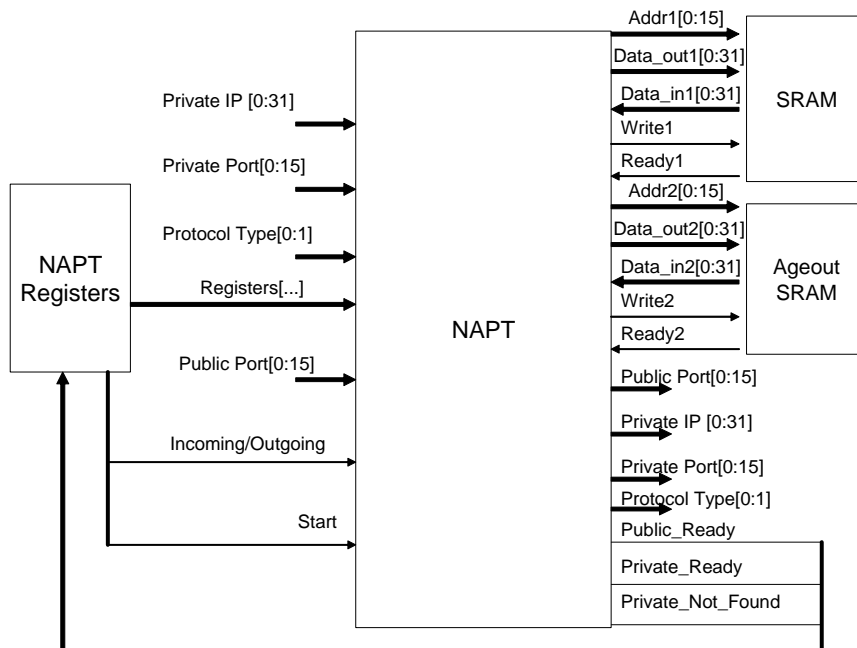 NAPT
Registers
Private IP [0:31]
Private Port[0:15]
Protocol Type[0:1]
Registers[...]
Public Port[0:15]
Incoming/Outgoing
Start
NAPT
Addr1[0:15]
Data_out1[0:31]
Data_in1[0:31]
Write1
Ready1
SRAM
Addr2[0:15]
Data_out2[0:31]
Data_in2[0:31]
Write2
Ready2
Ageout
SRAM
Public Port[0:15]
Private IP [0:31]
Private Port[0:15]
Protocol Type[0:1]
Public_Ready
Private_Ready
Private_Not_Found